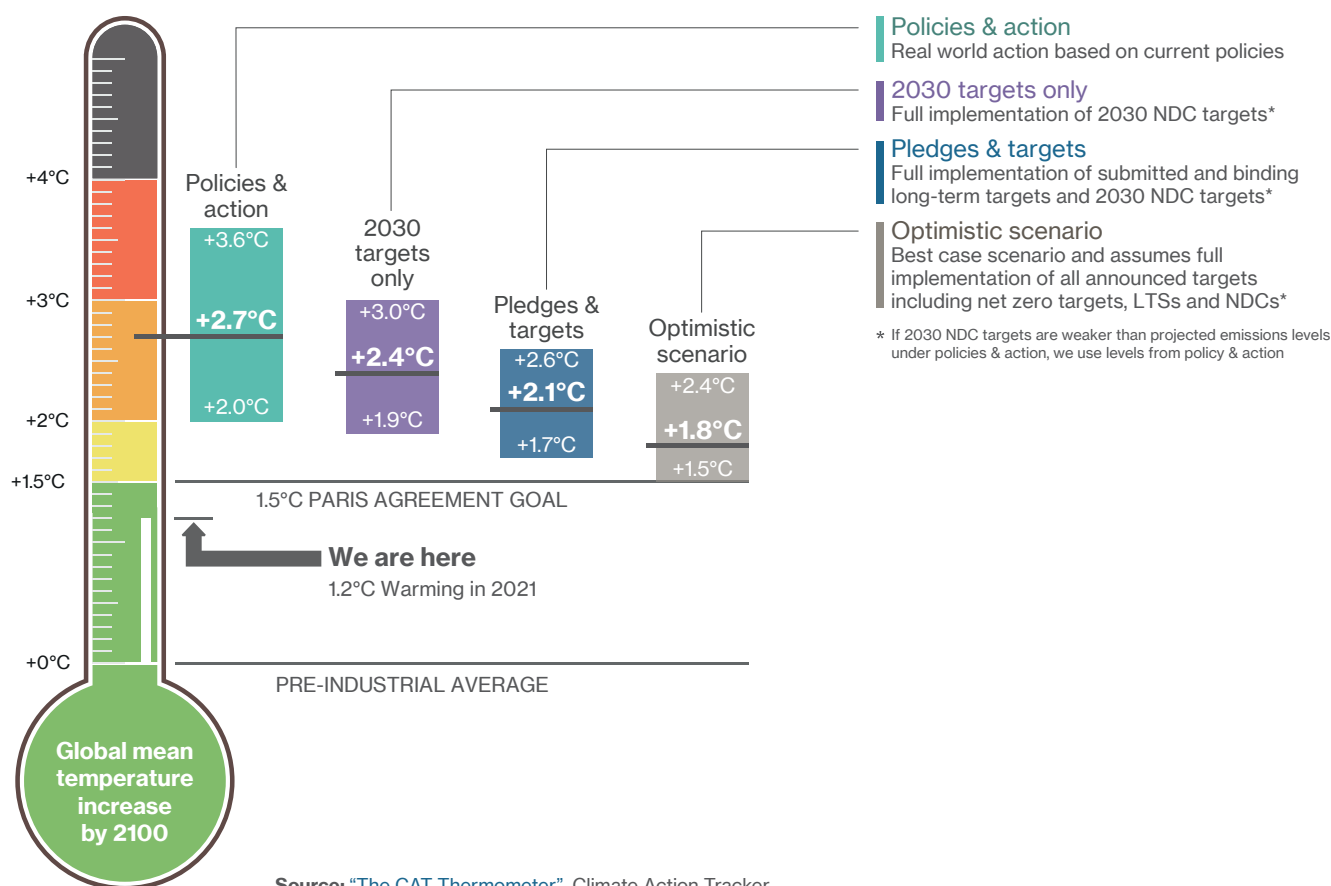 Policies & action
Real world action based on current policies
2030 targets only
Full implementation of 2030 NDC targets*
Pledges & targets
Full implementation of submitted and binding
long-term targets and 2030 NDC targets*
Optimistic scenario
Best case scenario and assumes full
implementation of all announced targets
including net zero targets, LTSs and NDCs*
* If 2030 NDC targets are weaker than projected emissions levels
under policies & action, we use levels from policy & action
+4°C
+3°C
+2°C
+1.5°C
+0°C
Policies &
action
+3.6°C
+2.7°C
+2.0°C
2030
targets
only
+3.0°C
+2.4°C
+1.9°C
Pledges &
targets
+2.6°C
+2.1°C
+1.7°C
Optimistic
scenario
+2.4°C
+1.8°C
+1.5°C
1.5°C PARIS AGREEMENT GOAL
We are here
1.2°C Warming in 2021
PRE-INDUSTRIAL AVERAGE
Global mean
temperature
increase
by 2100
Source: “The CAT Thermometer”, Climate Action Tracker